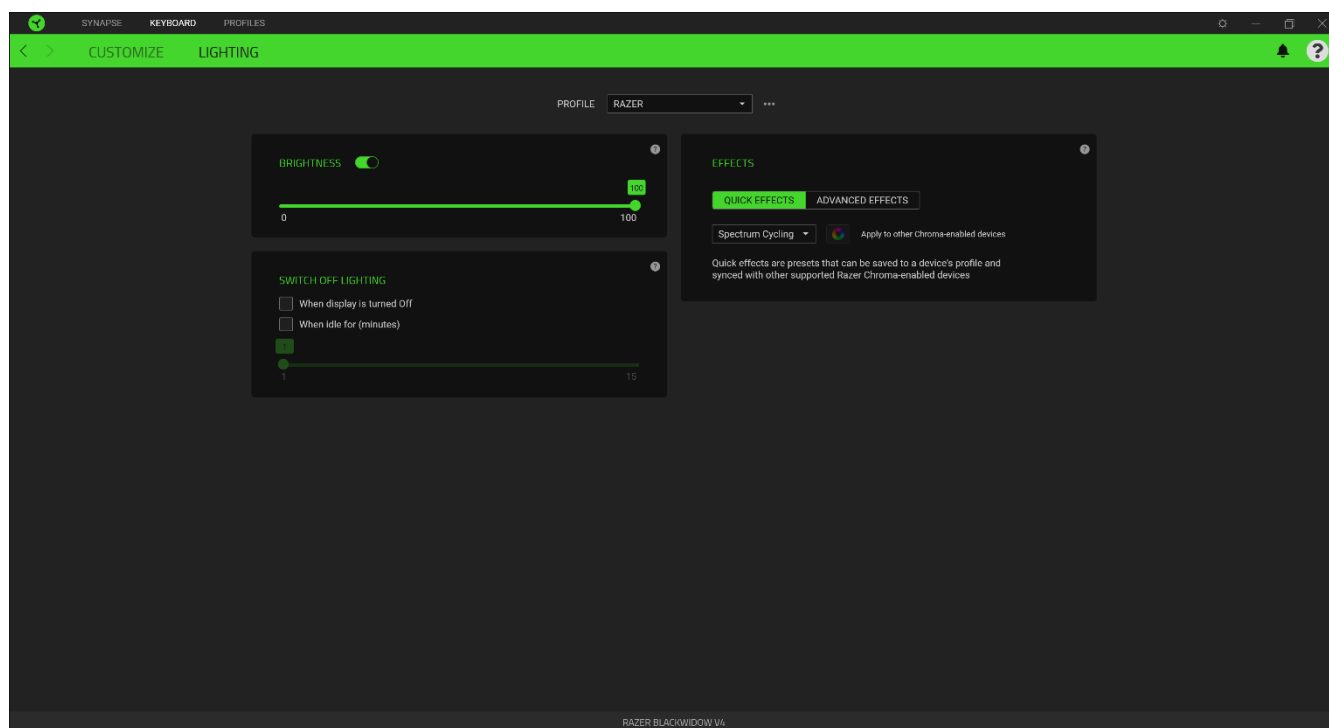 SYNAPSE KEYBOARD PROFILES
CUSTOMIZE LIGHTING
?
PROFILE RAZER
BRIGHTNESS
?
100
0 100
SWITCH OFF LIGHTING
?
When display is turned Off
When idle for (minutes)
1
1 15
EFFECTS
?
QUICK EFFECTS ADVANCED EFFECTS
Spectrum Cycling Apply to other Chroma-enabled devices
Quick effects are presets that can be saved to a device's profile and
synced with other supported Razer Chroma-enabled devices
RAZER BLACKWIDOW V4